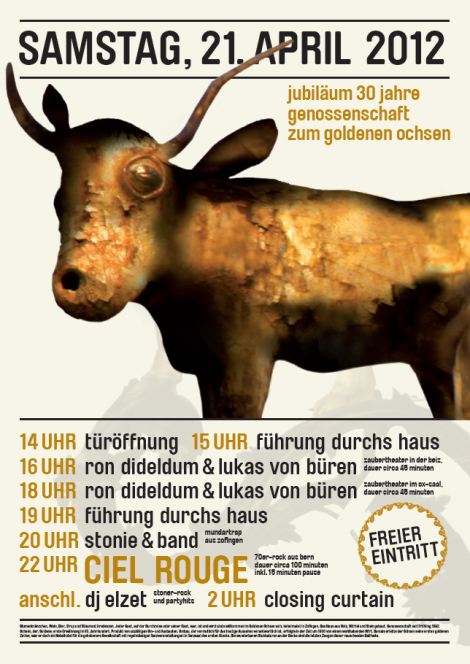 SAMSTAG, 21. APRIL 2012
jubiläum 30 jahre
genossenschaft
zum goldenen ochsen
14 UHR türöffnung 15 UHR führung durchs haus
16 UHR ron dideldum & lukas von büren zaubertheater in der beiz,
dauer circa 45 minuten
18 UHR ron dideldum & lukas von büren zaubertheater im ox-saal,
dauer circa 45 minuten
19 UHR führung durchs haus
20 UHR stonie & band mundartrap
aus zofingen
22 UHR CIEL ROUGE 70er-rock aus bern
dauer circa 100 minuten
inkl. 15 minuten pause
anschl. dj elzet stoner-rock
und partyhits 2 UHR closing curtain
FREIER
EINTRITT